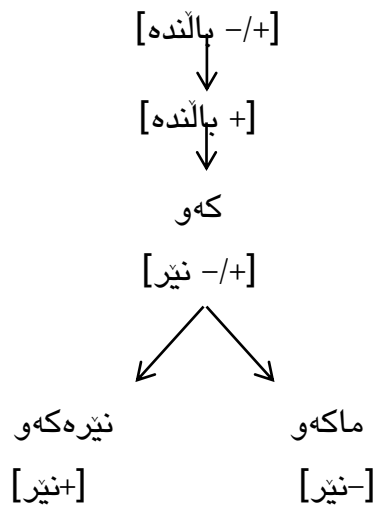 [+/– باڵندە]
[+ باڵندە]
کەو
[+/– نێر]
ماکەو نێرەکەو
[–نێر] [+نێر]